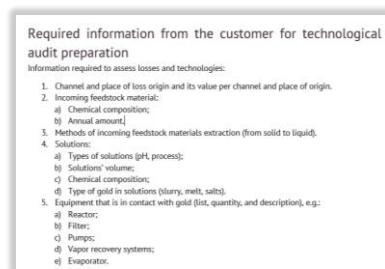 Required information from the customer for technological
audit preparation
Information required to assess losses and technologies:
1. Channel and place of loss origin and its value per channel and place of origin.
2. Incoming feedstock material:
a) Chemical composition;
b) Annual amount.
3. Methods of incoming feedstock materials extraction (from solid to liquid).
4. Solutions:
a) Types of solutions (pH, process);
b) Solutions' volume;
c) Chemical composition;
d) Type of gold in solutions (slurry, melt, salts).
5. Equipment that is in contact with gold (list, quantity, and description), e.g.:
a) Reactor;
b) Filter;
c) Pumps;
d) Vapor recovery systems;
e) Evaporator.